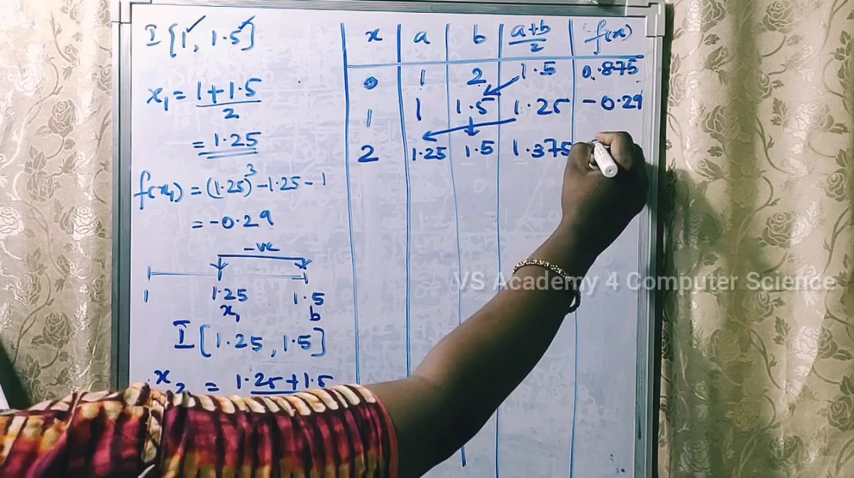 I [1, 1.5]
x₁ = 1+1.5
2
= 1.25
f(x₁) = (1.25)³ -1.25 -1
= -0.29
-ve
1 1.25 1.5
x₁ b
I [1.25, 1.5]
x₂ = 1.25+1.5
x a b a+b/2 f(x)
0 1 2 1.5 0.875
1 1 1.5 1.25 -0.29
2 1.25 1.5 1.375
VS Academy 4 Computer Science